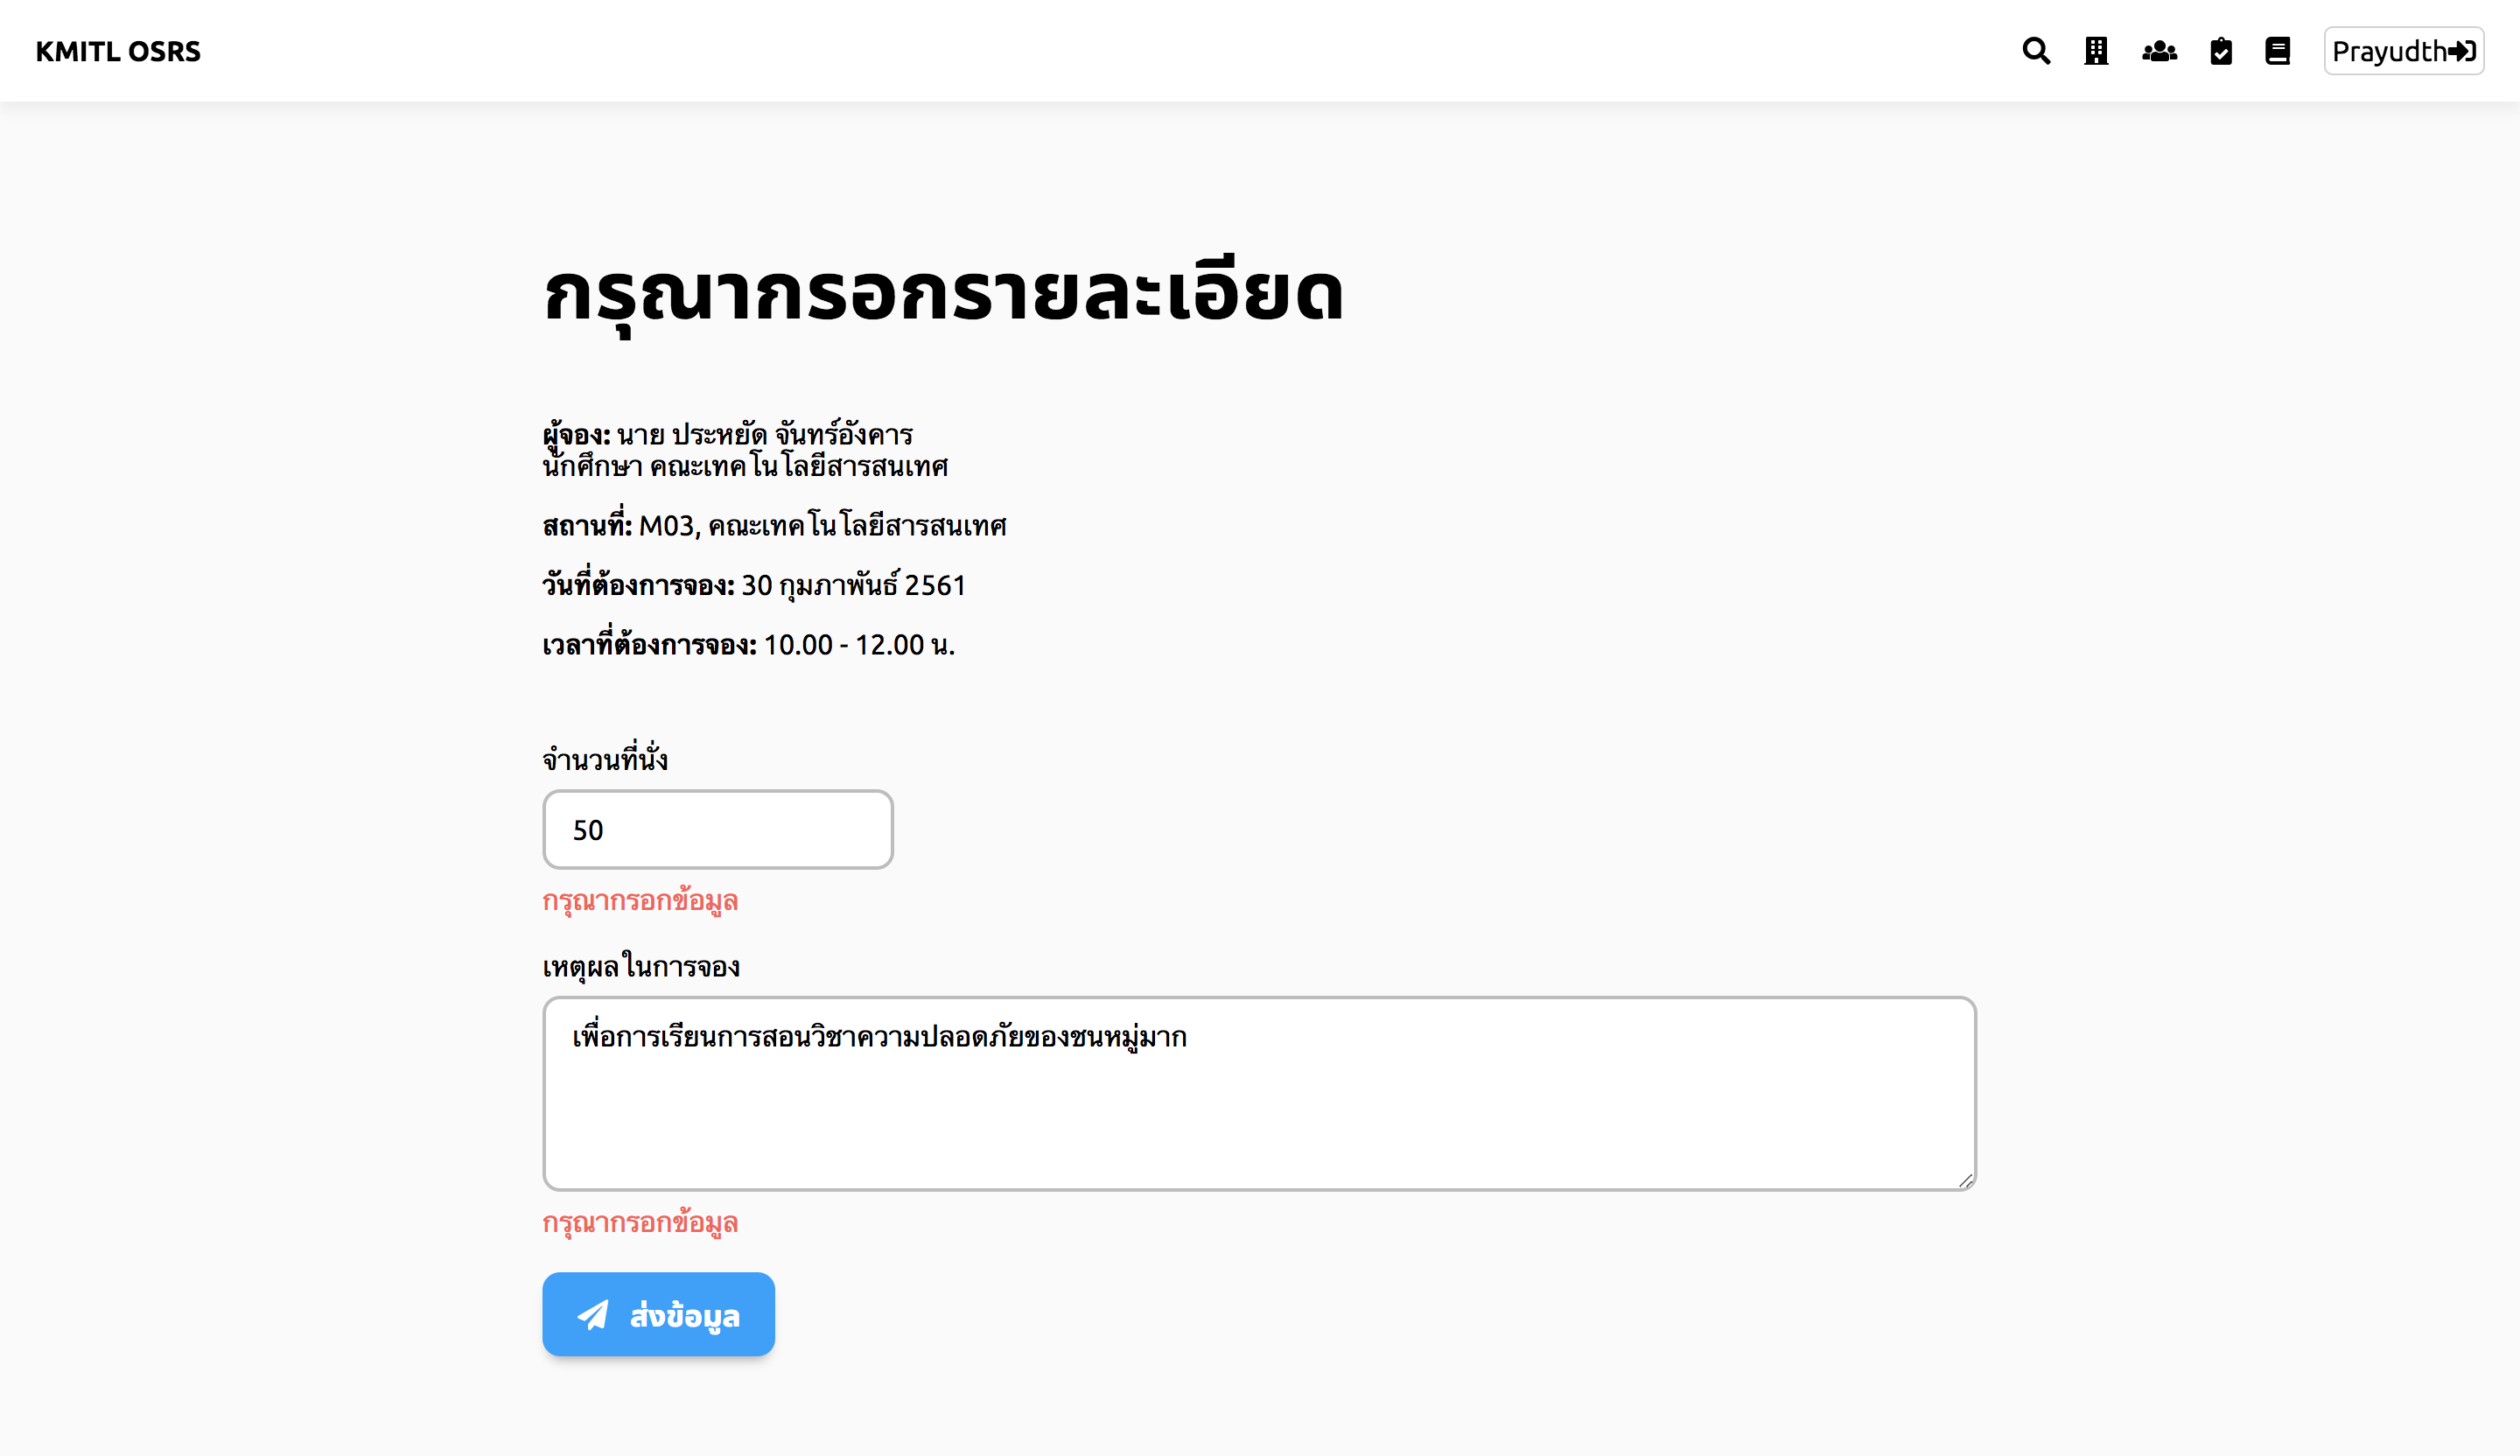 KMITL OSRS
Prayudth
กรุณากรอกรายละเอียด
ผู้จอง: นาย ประหยัด จันทร์อังคาร
นักศึกษา คณะเทคโนโลยีสารสนเทศ
สถานที่: M03, คณะเทคโนโลยีสารสนเทศ
วันที่ต้องการจอง: 30 กุมภาพันธ์ 2561
เวลาที่ต้องการจอง: 10.00 - 12.00 น.
จำนวนที่นั่ง
50
กรุณากรอกข้อมูล
เหตุผลในการจอง
เพื่อการเรียนการสอนวิชาความปลอดภัยของชนหมู่มาก
กรุณากรอกข้อมูล
ส่งข้อมูล